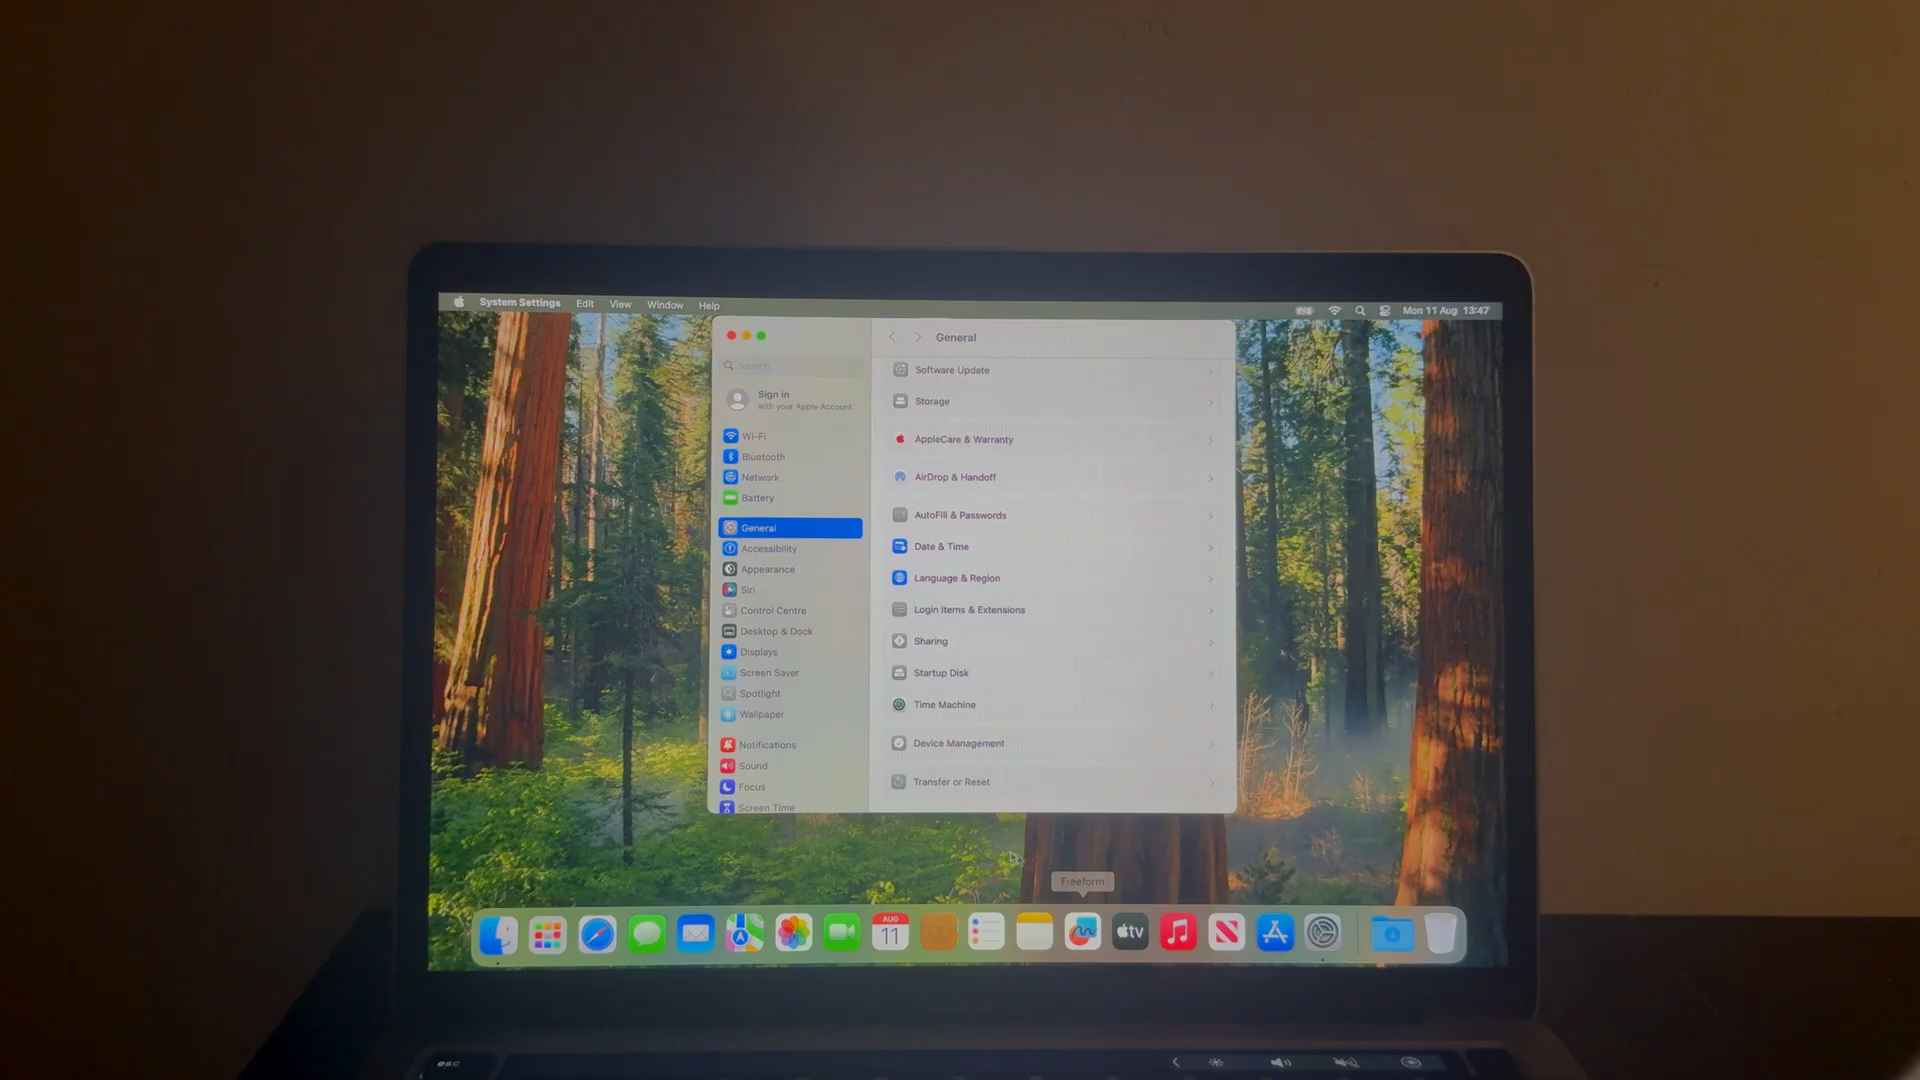 System Settings Edit View Window Help
Mon 11 Aug 13:47
General
Search
Sign in
with your Apple Account
Wi-Fi
Bluetooth
Network
Battery
General
Accessibility
Appearance
Siri
Control Centre
Desktop & Dock
Displays
Screen Saver
Spotlight
Wallpaper
Notifications
Sound
Focus
Screen Time
Software Update
Storage
AppleCare & Warranty
AirDrop & Handoff
AutoFill & Passwords
Date & Time
Language & Region
Login Items & Extensions
Sharing
Startup Disk
Time Machine
Device Management
Transfer or Reset
Freeform
AUG
11
tv
esc